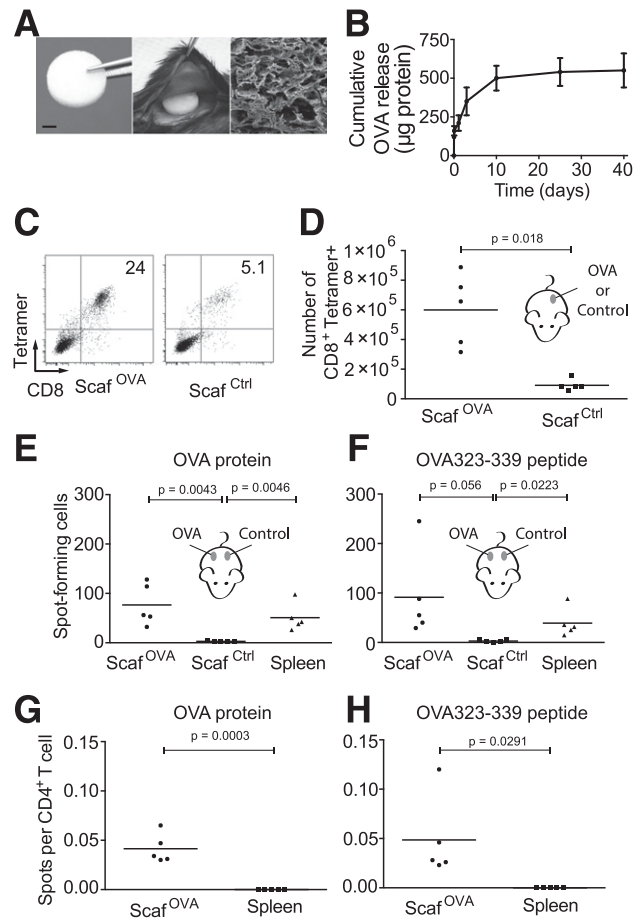 A
B
Cumulative
OVA release
(µg protein)
750
500
250
0
0 10 20 30 40
Time (days)
C
24
5.1
Tetramer
CD8
Scaf OVA
Scaf Ctrl
D
p = 0.018
Number of
CD8+ Tetramer+
1×10^6
8×10^5
6×10^5
4×10^5
2×10^5
0
OVA
or
Control
Scaf OVA
Scaf Ctrl
E
OVA protein
p = 0.0043
p = 0.0046
Spot-forming cells
300
200
100
0
OVA
Control
Scaf OVA
Scaf Ctrl
Spleen
F
OVA323-339 peptide
p = 0.056
p = 0.0223
300
200
100
0
OVA
Control
Scaf OVA
Scaf Ctrl
Spleen
G
OVA protein
p = 0.0003
Spots per CD4+ T cell
0.15
0.10
0.05
0.00
Scaf OVA
Spleen
H
OVA323-339 peptide
p = 0.0291
0.15
0.10
0.05
0.00
Scaf OVA
Spleen